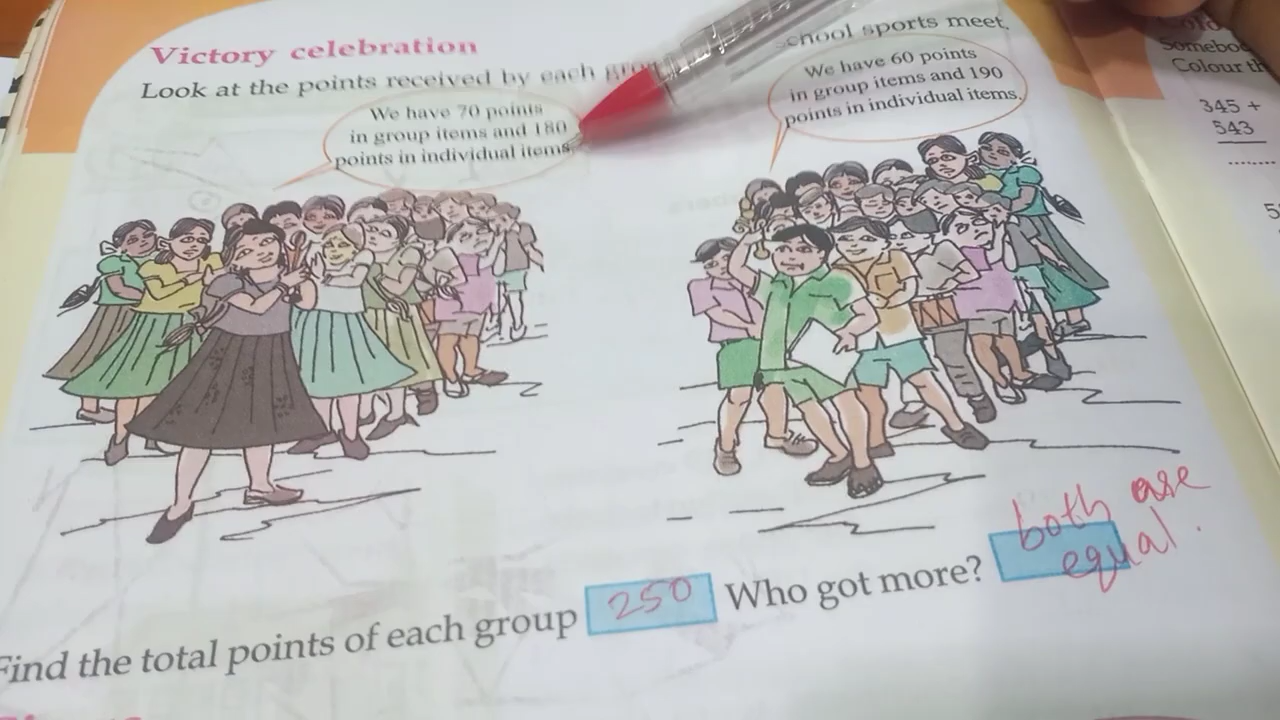 Victory celebration
Look at the points received by each
school sports meet.
We have 70 points
in group items and 180
points in individual items
We have 60 points
in group items and 190
points in individual items.
Find the total points of each group 250 Who got more? both are
equal.
Somebod
Colour th
345 +
543